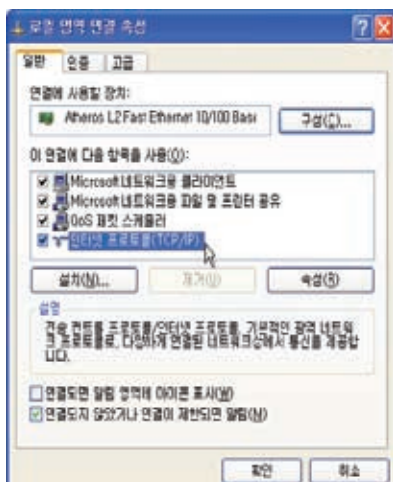 로컬 영역 연결 속성
일반 인증 고급
연결에 사용할 장치:
Atheros L2 Fast Ethernet 10/100 Base
구성(C)...
이 연결에 다음 항목을 사용(O):
Microsoft 네트워크용 클라이언트
Microsoft 네트워크용 파일 및 프린터 공유
QoS 패킷 스케줄러
인터넷 프로토콜(TCP/IP)
설치(N)... 제거(U) 속성(R)
설명
전송 컨트롤 프로토콜/인터넷 프로토콜. 기본적인 광역 네트워
크 프로토콜로, 다양하게 연결된 네트워크상에서 통신을 제공합
니다.
연결되면 알림 영역에 아이콘 표시(W)
연결되지 않았거나 연결이 제한되면 알림(N)
확인 취소